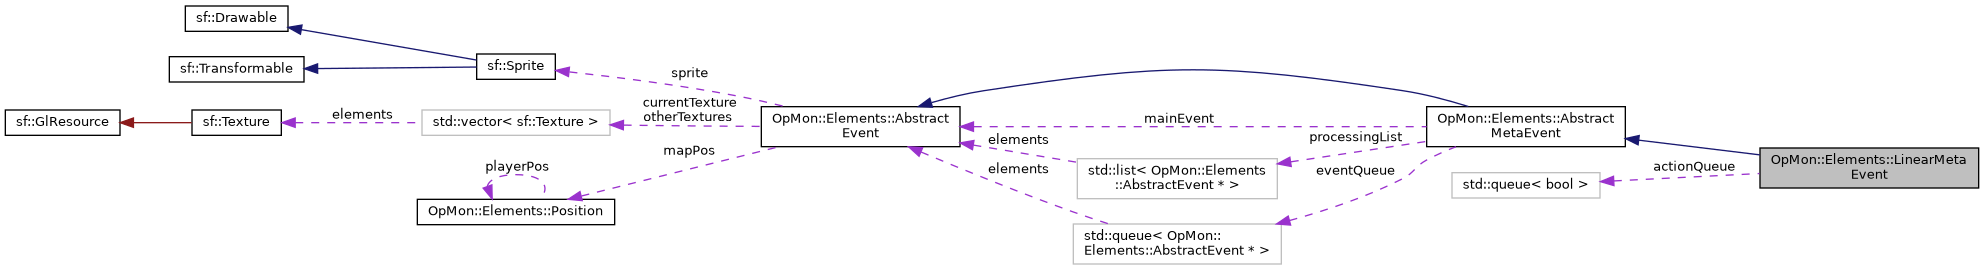 sf::Drawable
sf::Transformable
sf::Sprite
sprite
sf::GlResource
sf::Texture
elements
std::vector< sf::Texture >
currentTexture
otherTextures
mapPos
playerPos
OpMon::Elements::Position
OpMon::Elements::Abstract
Event
mainEvent
elements
elements
std::list< OpMon::Elements
::AbstractEvent * >
std::queue< OpMon::
Elements::AbstractEvent * >
processingList
eventQueue
OpMon::Elements::Abstract
MetaEvent
std::queue< bool >
actionQueue
OpMon::Elements::LinearMeta
Event